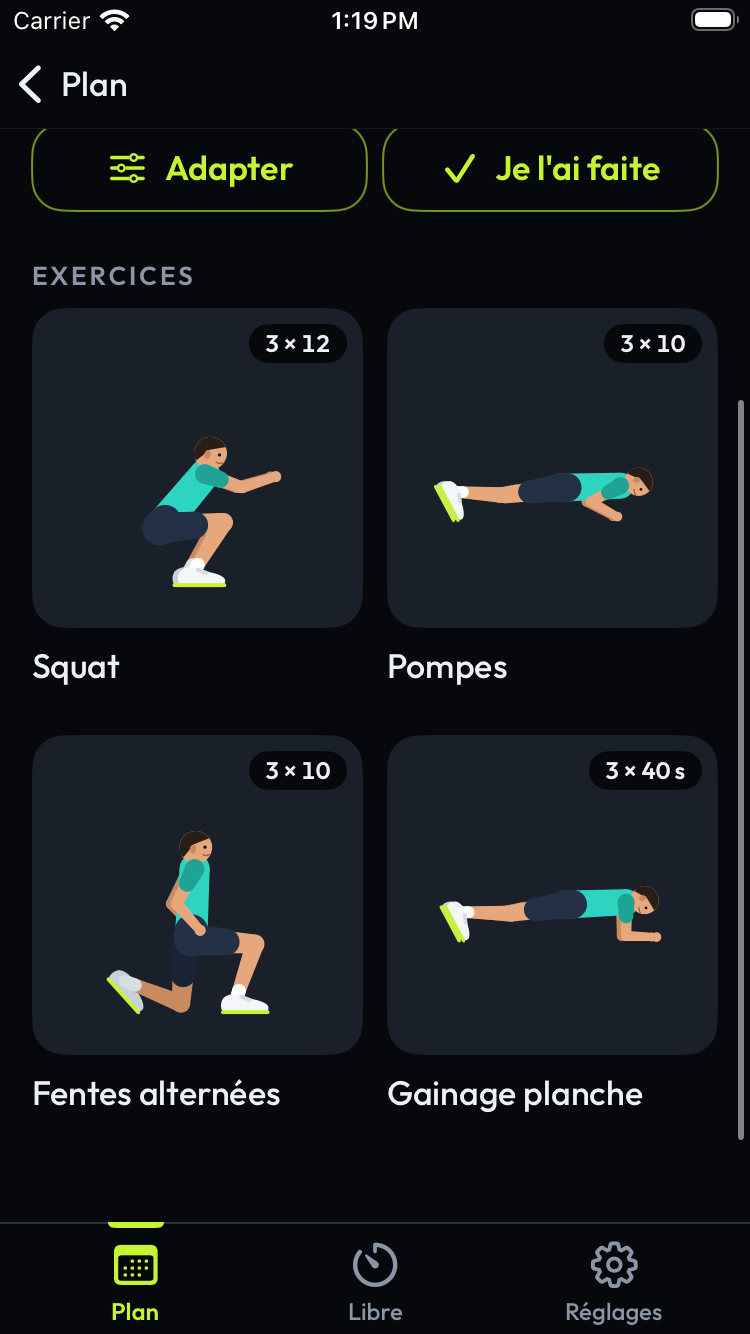 Carrier 1:19 PM
Plan
Adapter Je l'ai faite
EXERCICES
3 × 12 3 × 10
Squat Pompes
3 × 10 3 × 40 s
Fentes alternées Gainage planche
Plan Libre Réglages